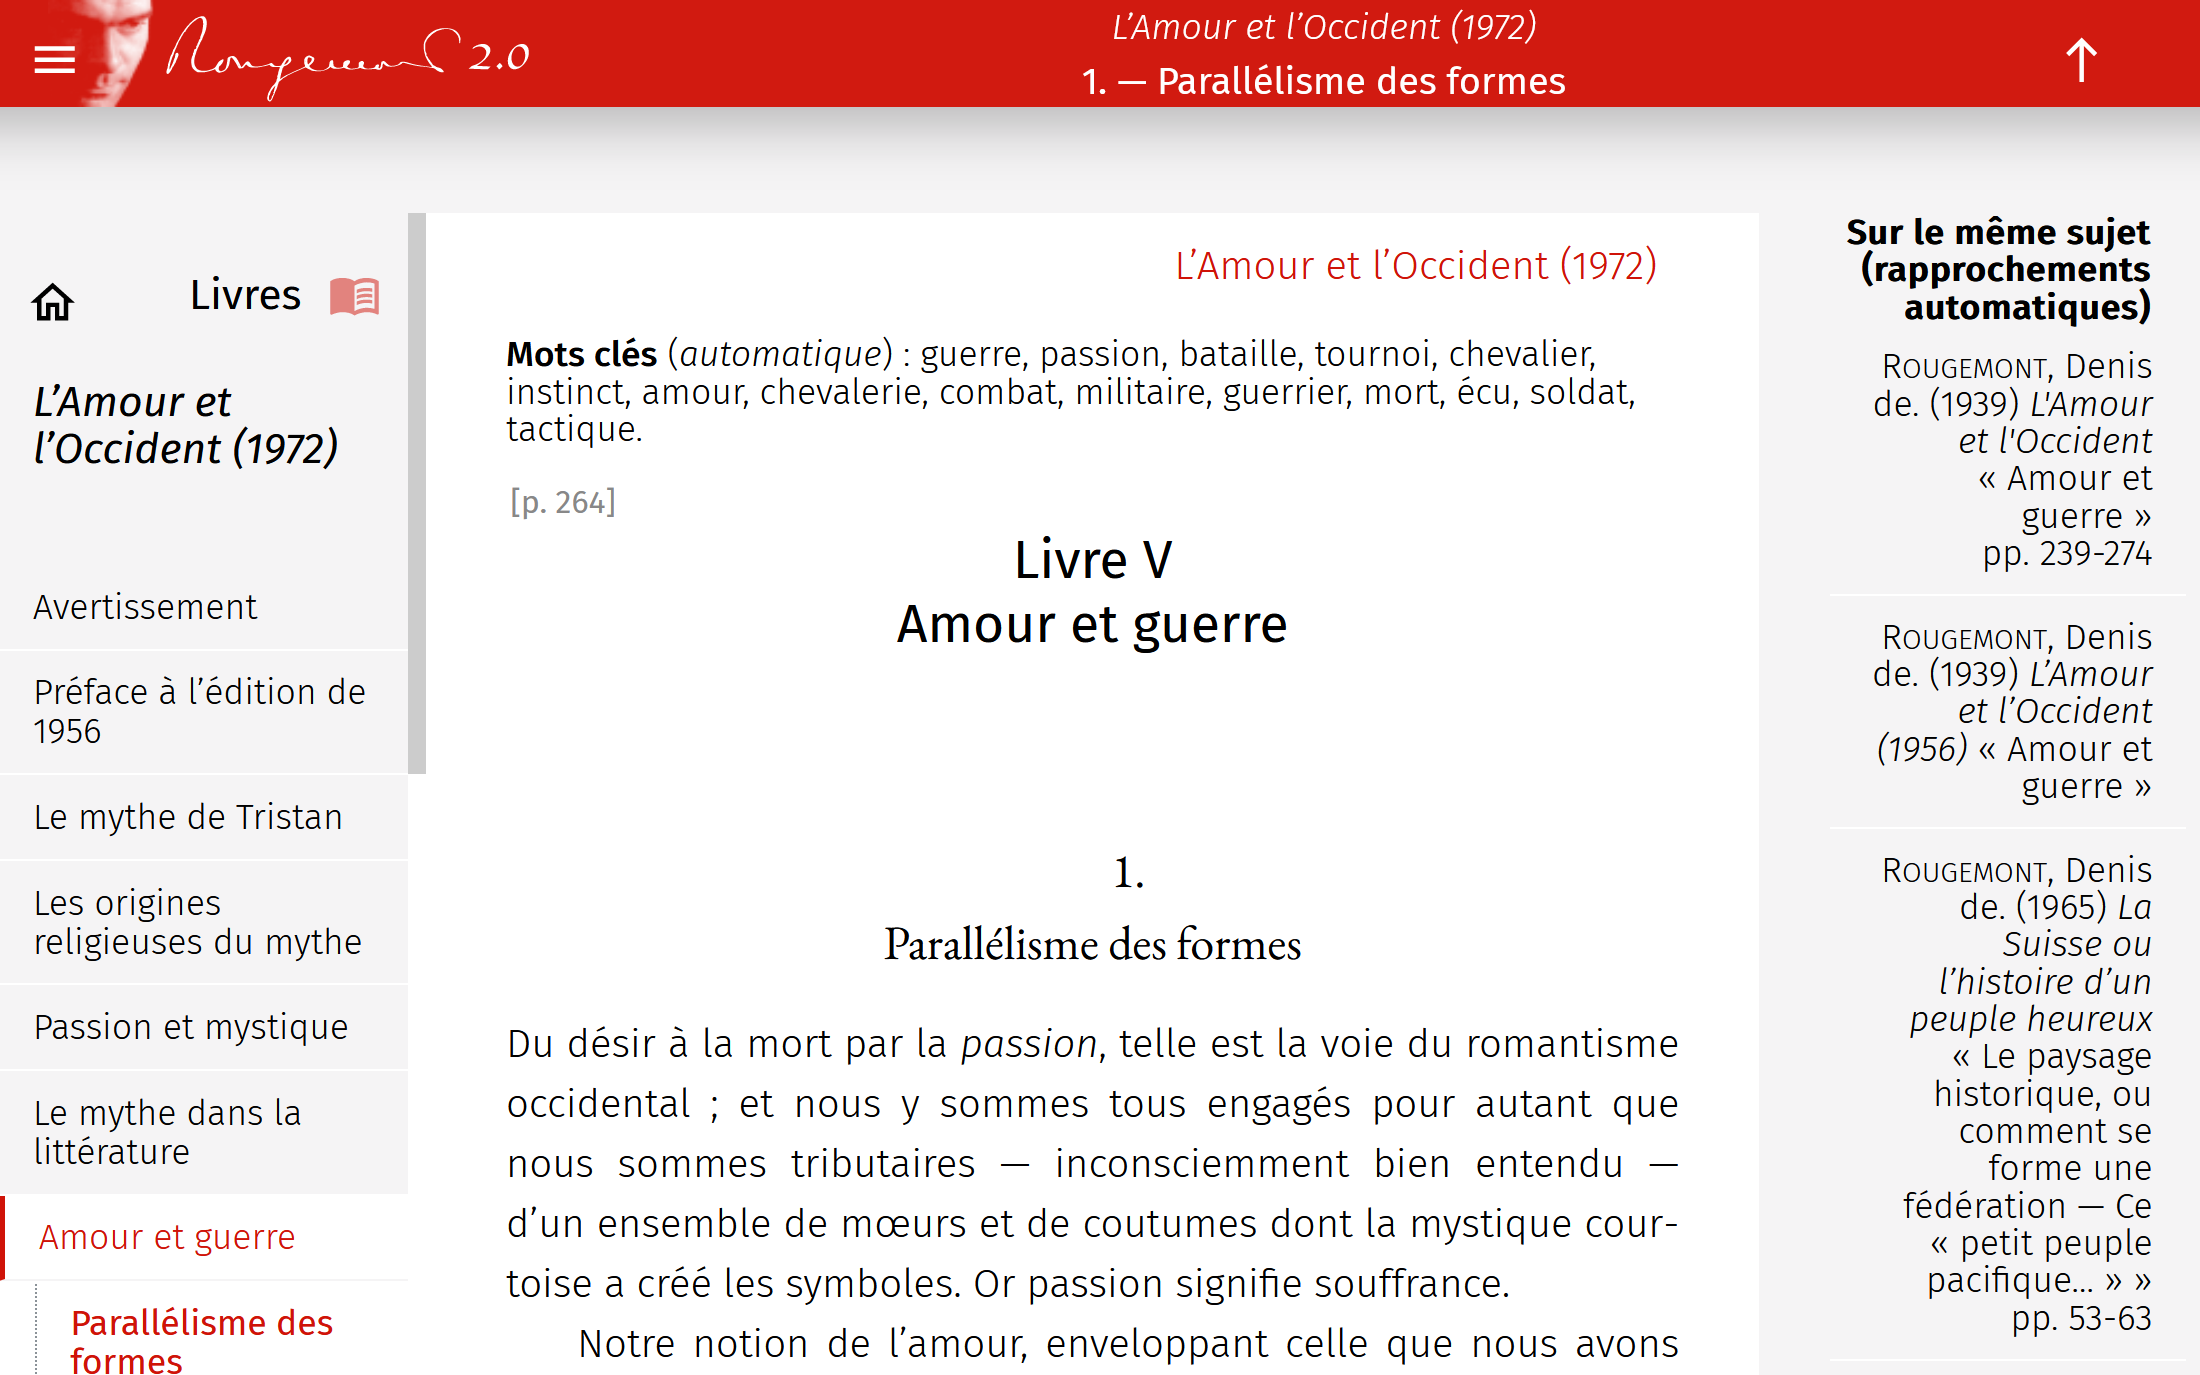 Rougemont 2.0
L’Amour et l’Occident (1972)
1. — Parallélisme des formes
Livres
L’Amour et
l’Occident (1972)
Avertissement
Préface à l’édition de
1956
Le mythe de Tristan
Les origines
religieuses du mythe
Passion et mystique
Le mythe dans la
littérature
Amour et guerre
Parallélisme des
formes
L’Amour et l’Occident (1972)
Mots clés (automatique) : guerre, passion, bataille, tournoi, chevalier,
instinct, amour, chevalerie, combat, militaire, guerrier, mort, écu, soldat,
tactique.
[p. 264]
Livre V
Amour et guerre
1.
Parallélisme des formes
Du désir à la mort par la passion, telle est la voie du romantisme
occidental ; et nous y sommes tous engagés pour autant que
nous sommes tributaires — inconsciemment bien entendu —
d’un ensemble de mœurs et de coutumes dont la mystique cour-
toise a créé les symboles. Or passion signifie souffrance.
Notre notion de l’amour, enveloppant celle que nous avons
Sur le même sujet
(rapprochements
automatiques)
Rougemont, Denis
de. (1939) L'Amour
et l'Occident
« Amour et
guerre »
pp. 239-274
Rougemont, Denis
de. (1939) L’Amour
et l’Occident
(1956) « Amour et
guerre »
Rougemont, Denis
de. (1965) La
Suisse ou
l’histoire d’un
peuple heureux
« Le paysage
historique, ou
comment se
forme une
fédération — Ce
« petit peuple
pacifique… » »
pp. 53-63